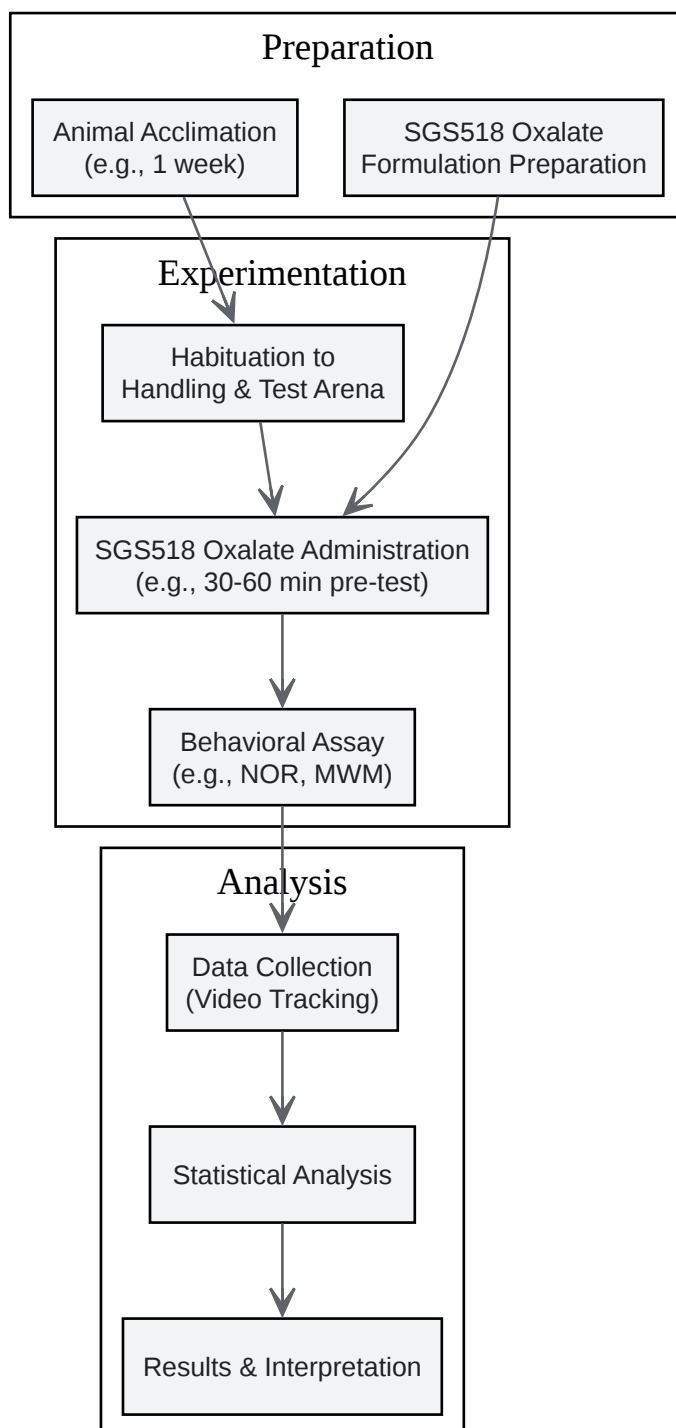 Preparation
Animal Acclimation
(e.g., 1 week)
SGS518 Oxalate
Formulation Preparation
Experimentation
Habituation to
Handling & Test Arena
SGS518 Oxalate Administration
(e.g., 30-60 min pre-test)
Behavioral Assay
(e.g., NOR, MWM)
Analysis
Data Collection
(Video Tracking)
Statistical Analysis
Results & Interpretation